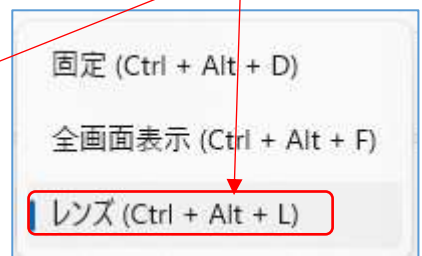 固定 (Ctrl + Alt + D)
全画面表示 (Ctrl + Alt + F)
レンズ (Ctrl + Alt + L)